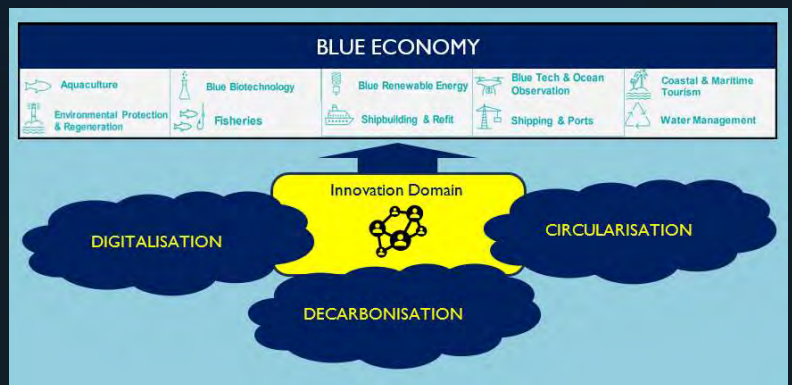 BLUE ECONOMY
Aquaculture
Blue Biotechnology
Blue Renewable Energy
Blue Tech & Ocean
Observation
Coastal & Maritime
Tourism
Environmental Protection
& Regeneration
Fisheries
Shipbuilding & Refit
Shipping & Ports
Water Management
Innovation Domain
DIGITALISATION
CIRCULARISATION
DECARBONISATION